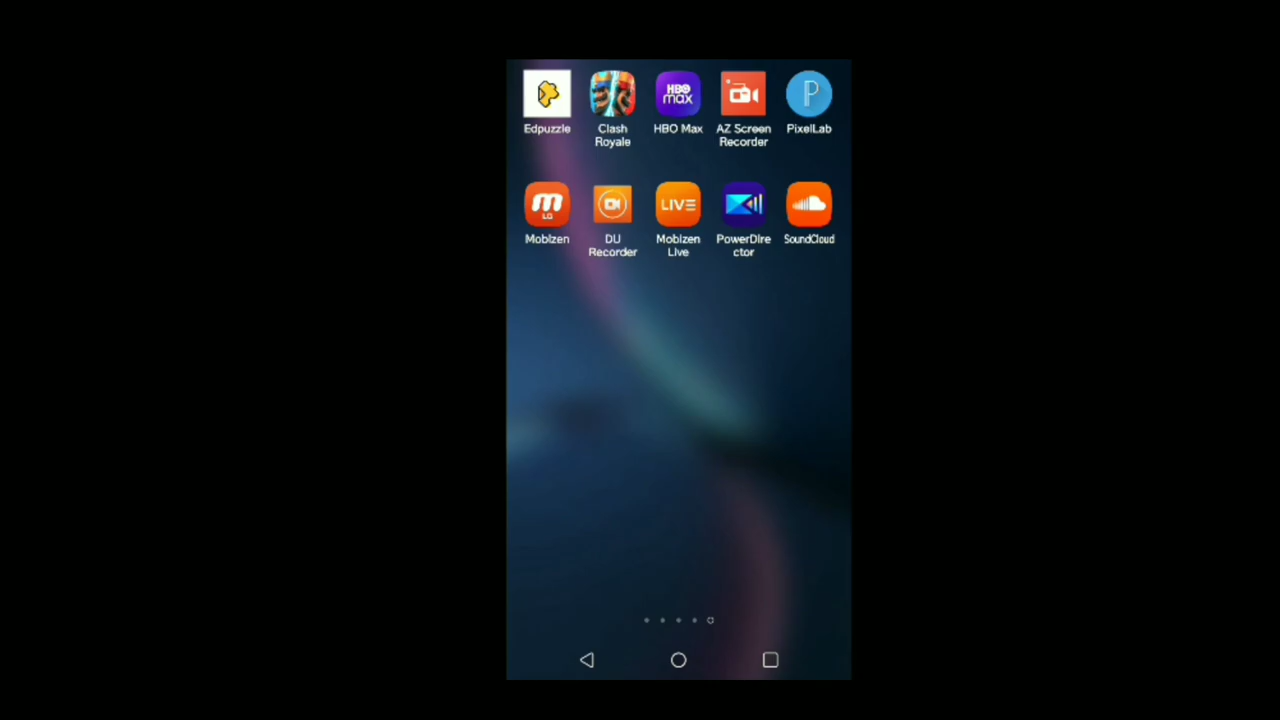 HBO
max
P
Edpuzzle
Clash
Royale
HBO Max
AZ Screen
Recorder
PixelLab
m
LG
LIVE
Mobizen
DU
Recorder
Mobizen
Live
PowerDire
ctor
SoundCloud